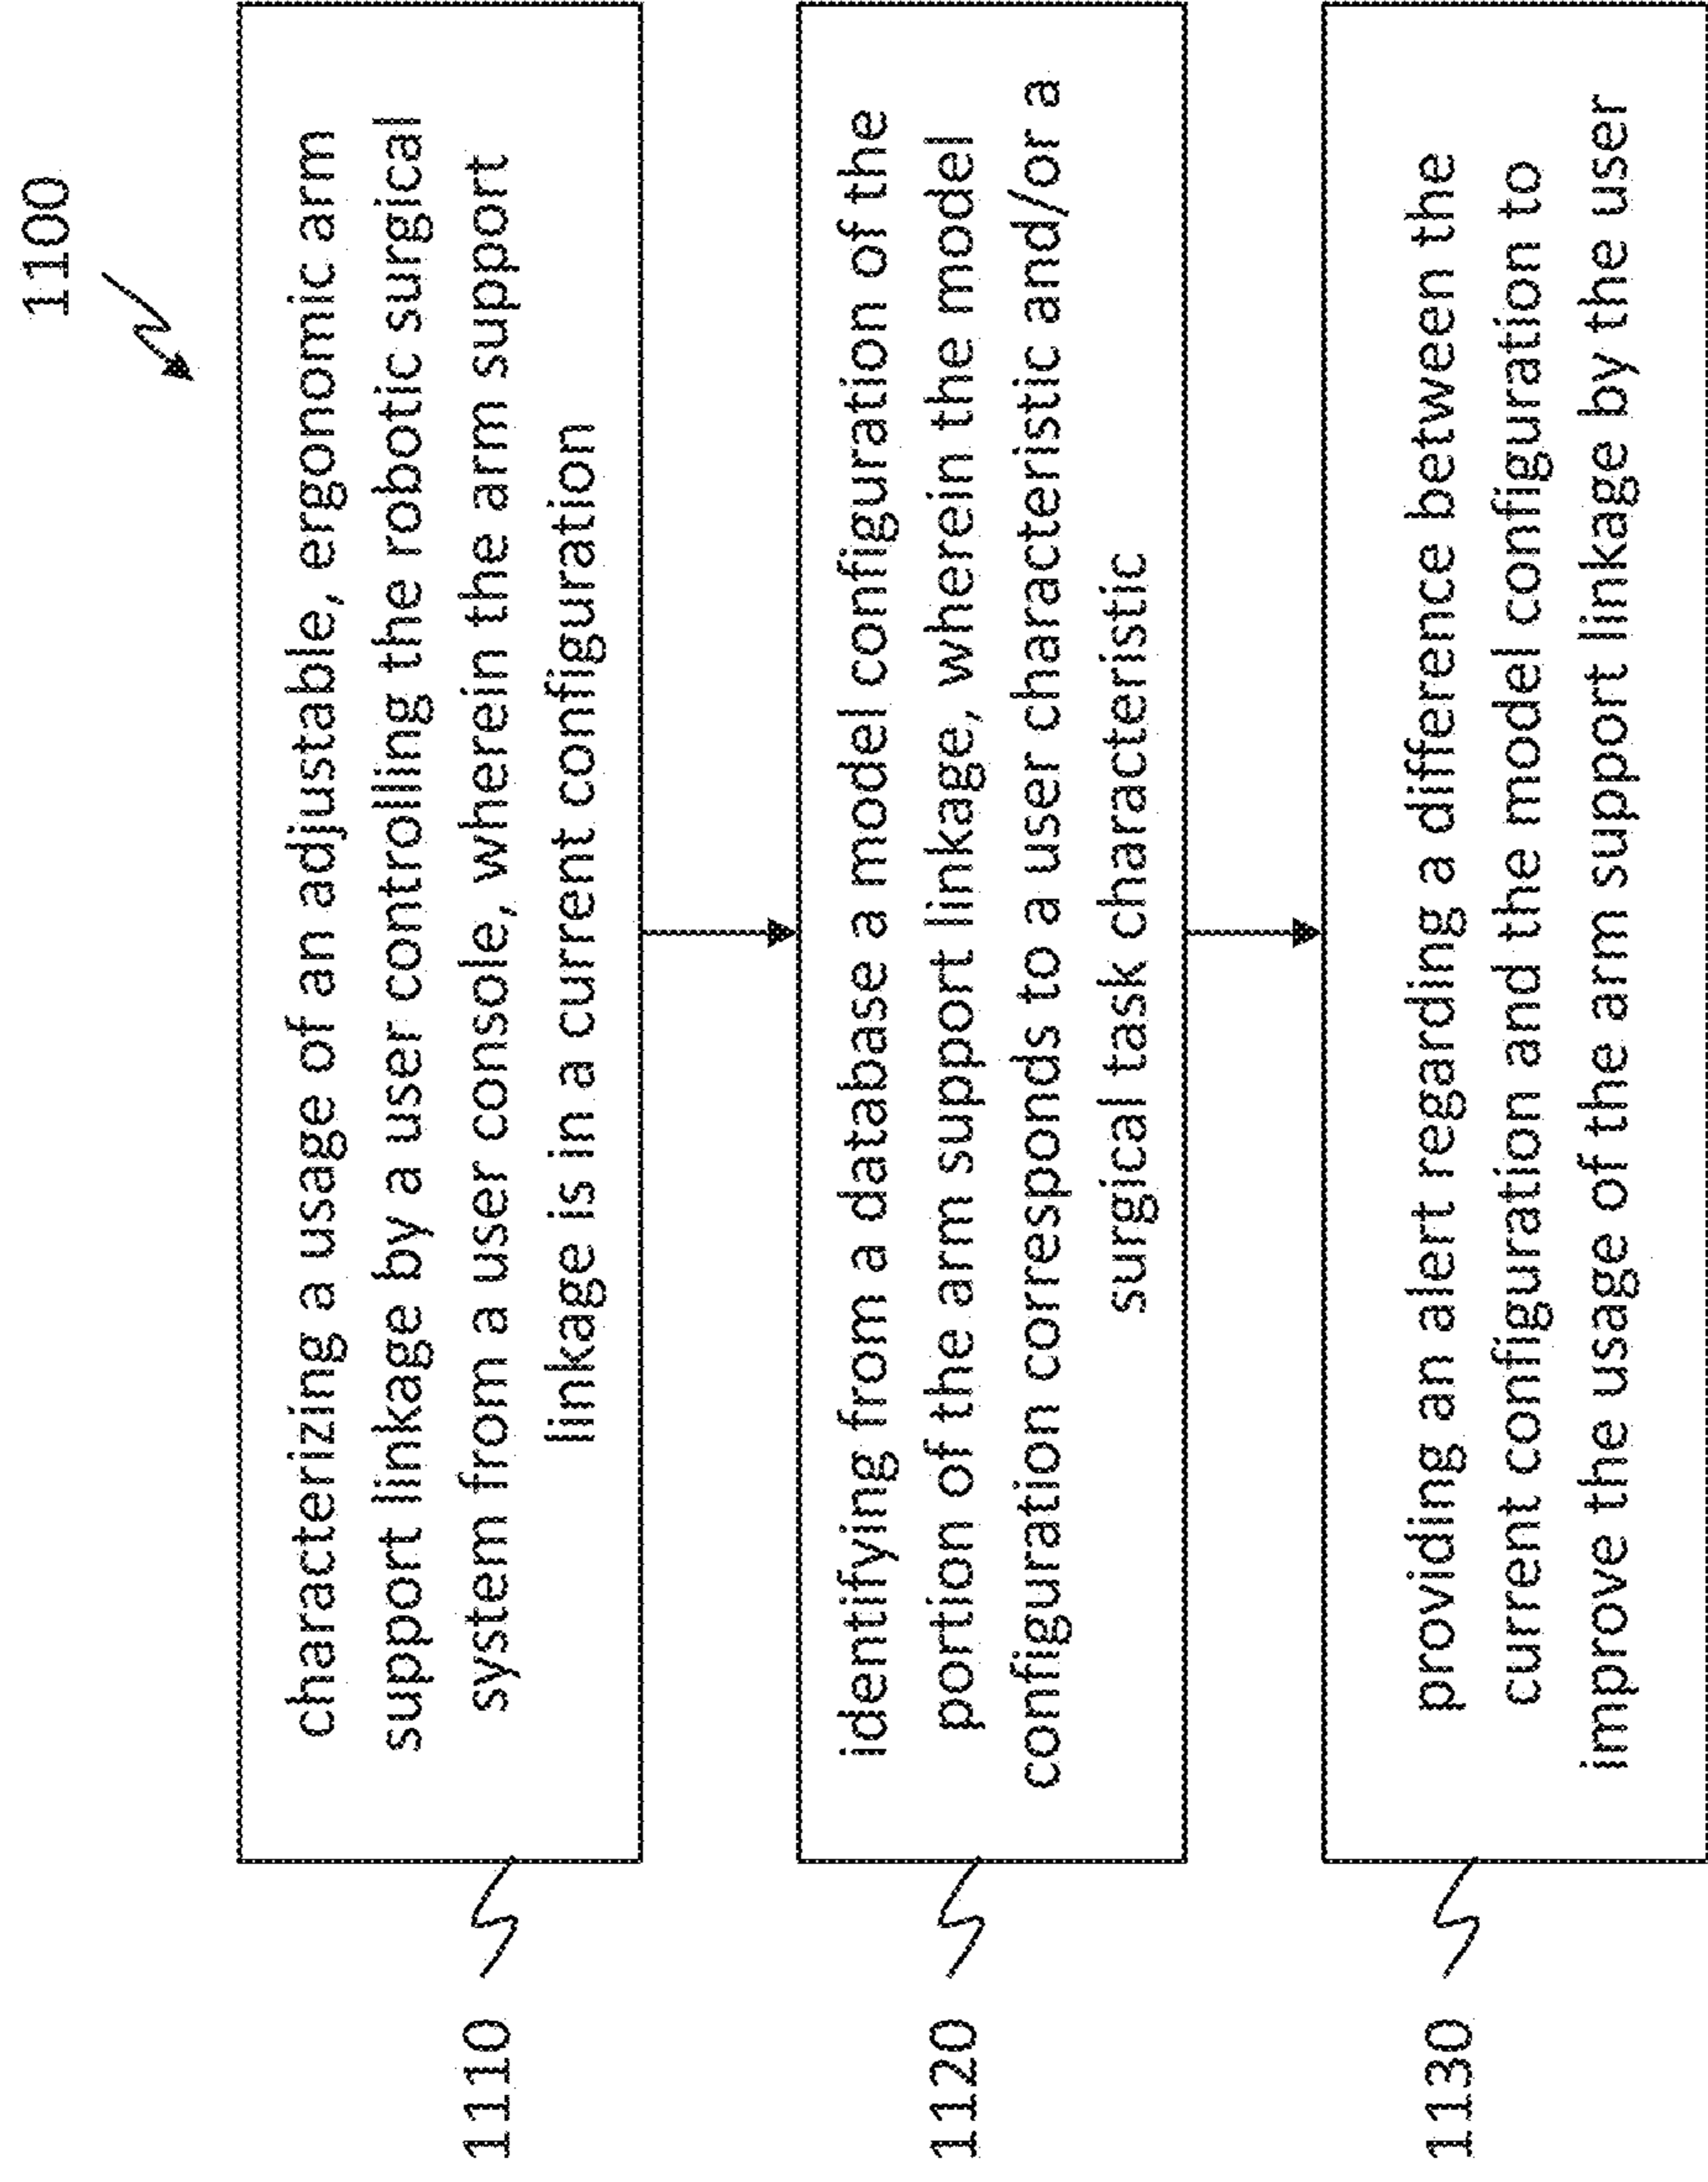 1100
1110
characterizing a usage of an adjustable, ergonomic arm
support linkage by a user controlling the robotic surgical
system from a user console, wherein the arm support
linkage is in a current configuration
1120
identifying from a database a model configuration of the
portion of the arm support linkage, wherein the model
configuration corresponds to a user characteristic and/or a
surgical task characteristic
1130
providing an alert regarding a difference between the
current configuration and the model configuration to
improve the usage of the arm support linkage by the user